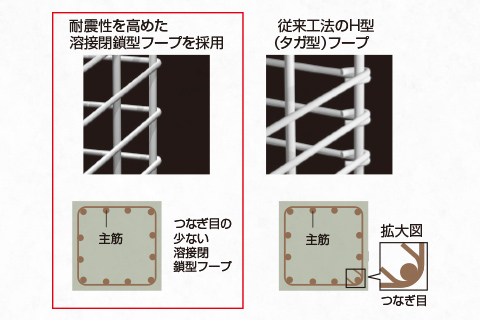 耐震性を高めた
溶接閉鎖型フープを採用
主筋
つなぎ目の
少ない
溶接閉
鎖型フープ
従来工法のH型
(タガ型)フープ
主筋
拡大図
つなぎ目